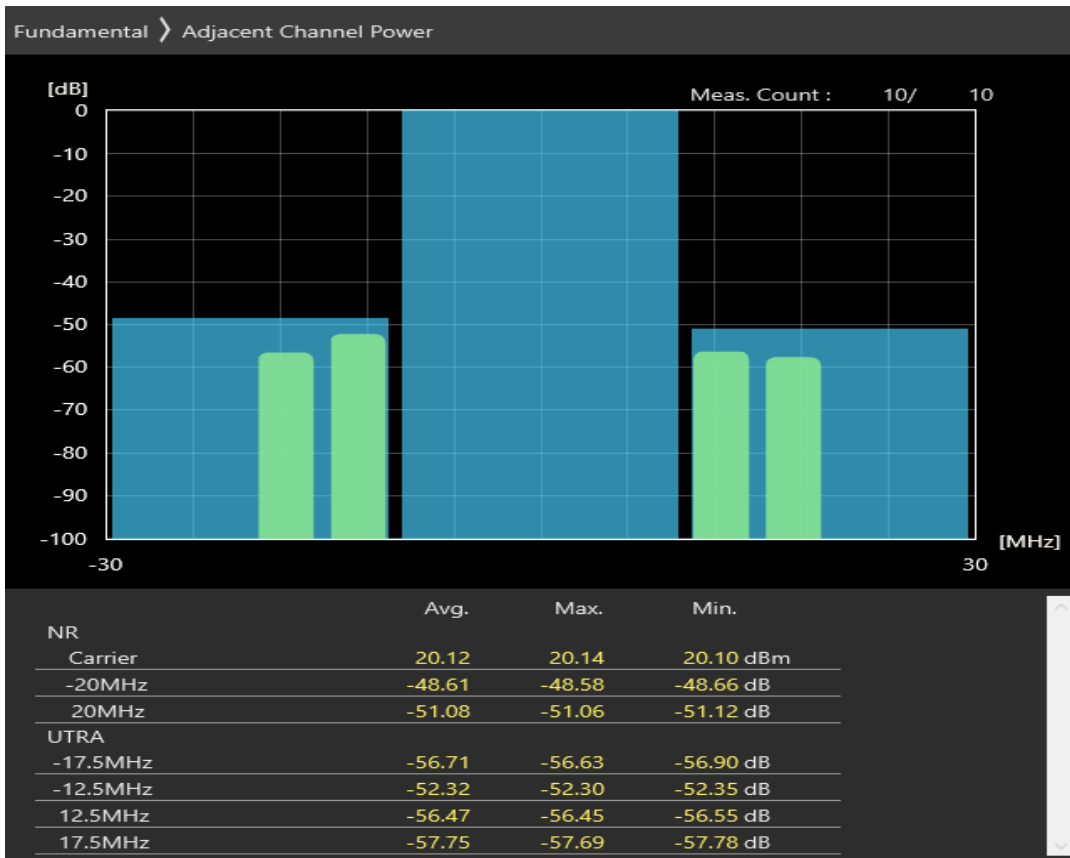 Fundamental 〉 Adjacent Channel Power
[dB]
Meas. Count : 10/ 10
0
-10
-20
-30
-40
-50
-60
-70
-80
-90
-100
[MHz]
-30 30
Avg. Max. Min.
NR
Carrier 20.12 20.14 20.10 dBm
-20MHz -48.61 -48.58 -48.66 dB
20MHz -51.08 -51.06 -51.12 dB
UTRA
-17.5MHz -56.71 -56.63 -56.90 dB
-12.5MHz -52.32 -52.30 -52.35 dB
12.5MHz -56.47 -56.45 -56.55 dB
17.5MHz -57.75 -57.69 -57.78 dB